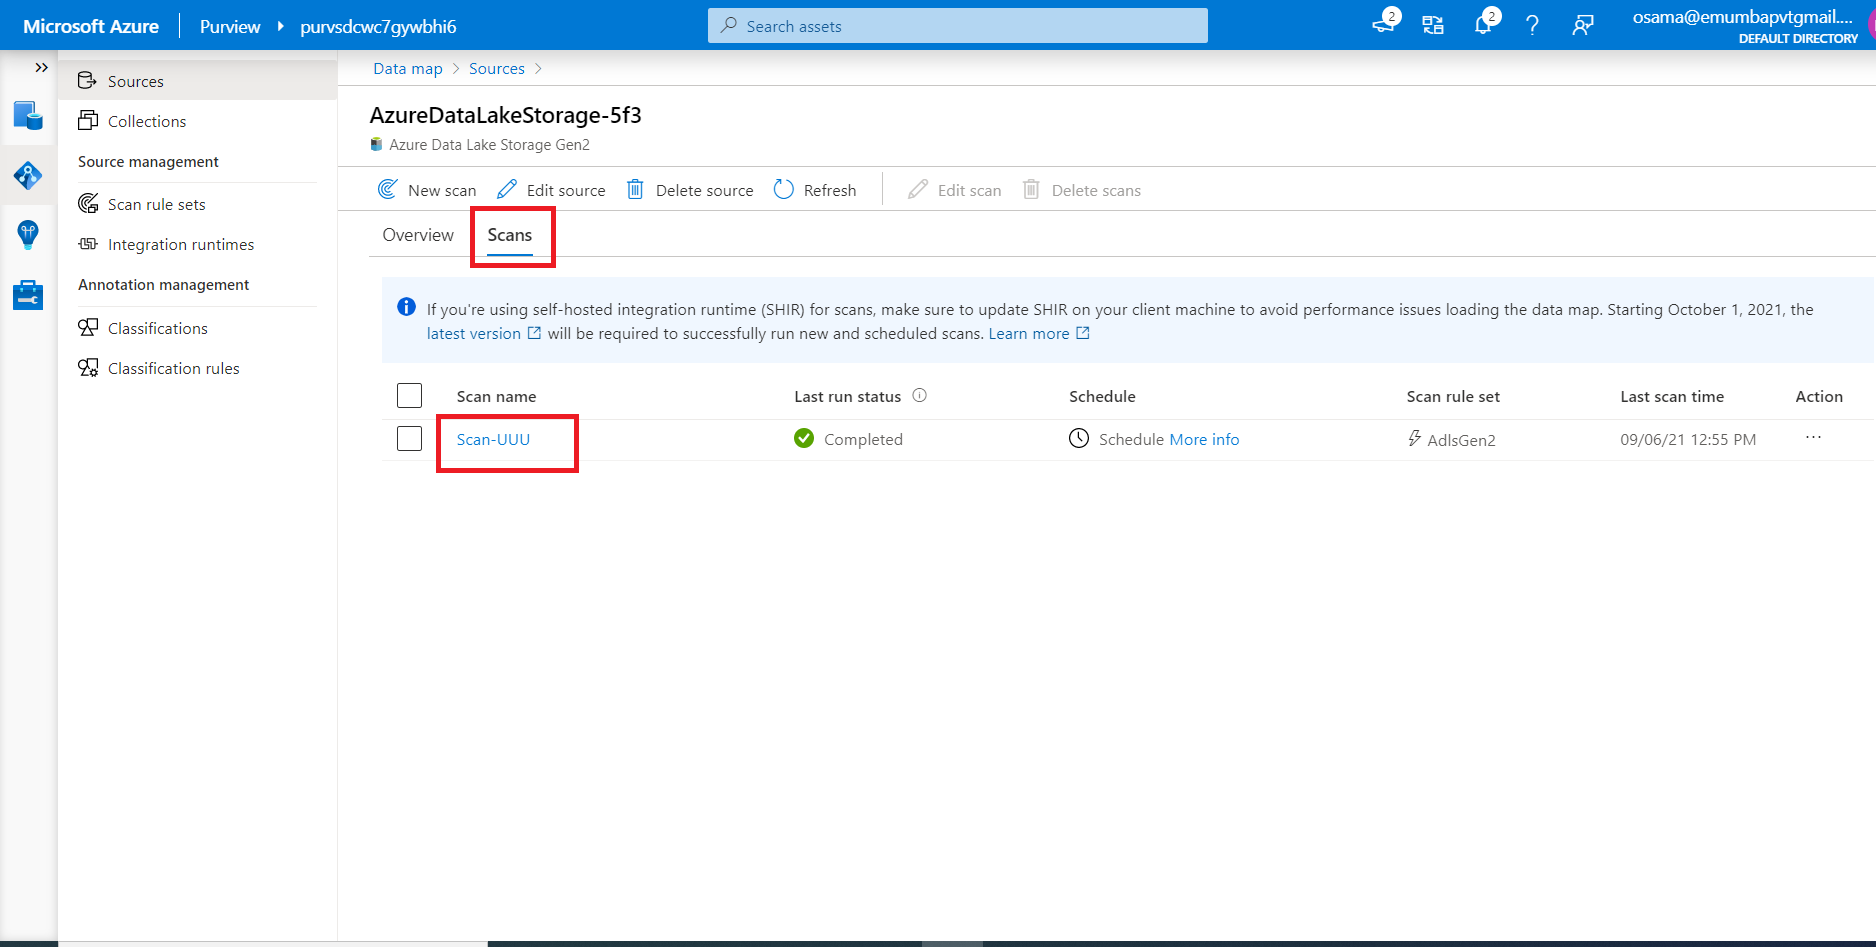 Microsoft Azure Purview purvsdcwc7gywbhi6 Search assets 2 2 osama@emumbapvtgmail....
DEFAULT DIRECTORY
Sources
Collections
Source management
Scan rule sets
Integration runtimes
Annotation management
Classifications
Classification rules
Data map > Sources >
AzureDataLakeStorage-5f3
Azure Data Lake Storage Gen2
New scan Edit source Delete source Refresh Edit scan Delete scans
Overview Scans
If you're using self-hosted integration runtime (SHIR) for scans, make sure to update SHIR on your client machine to avoid performance issues loading the data map. Starting October 1, 2021, the
latest version will be required to successfully run new and scheduled scans. Learn more
Scan name Last run status Schedule Scan rule set Last scan time Action
Scan-UUU Completed Schedule More info AdlsGen2 09/06/21 12:55 PM ...